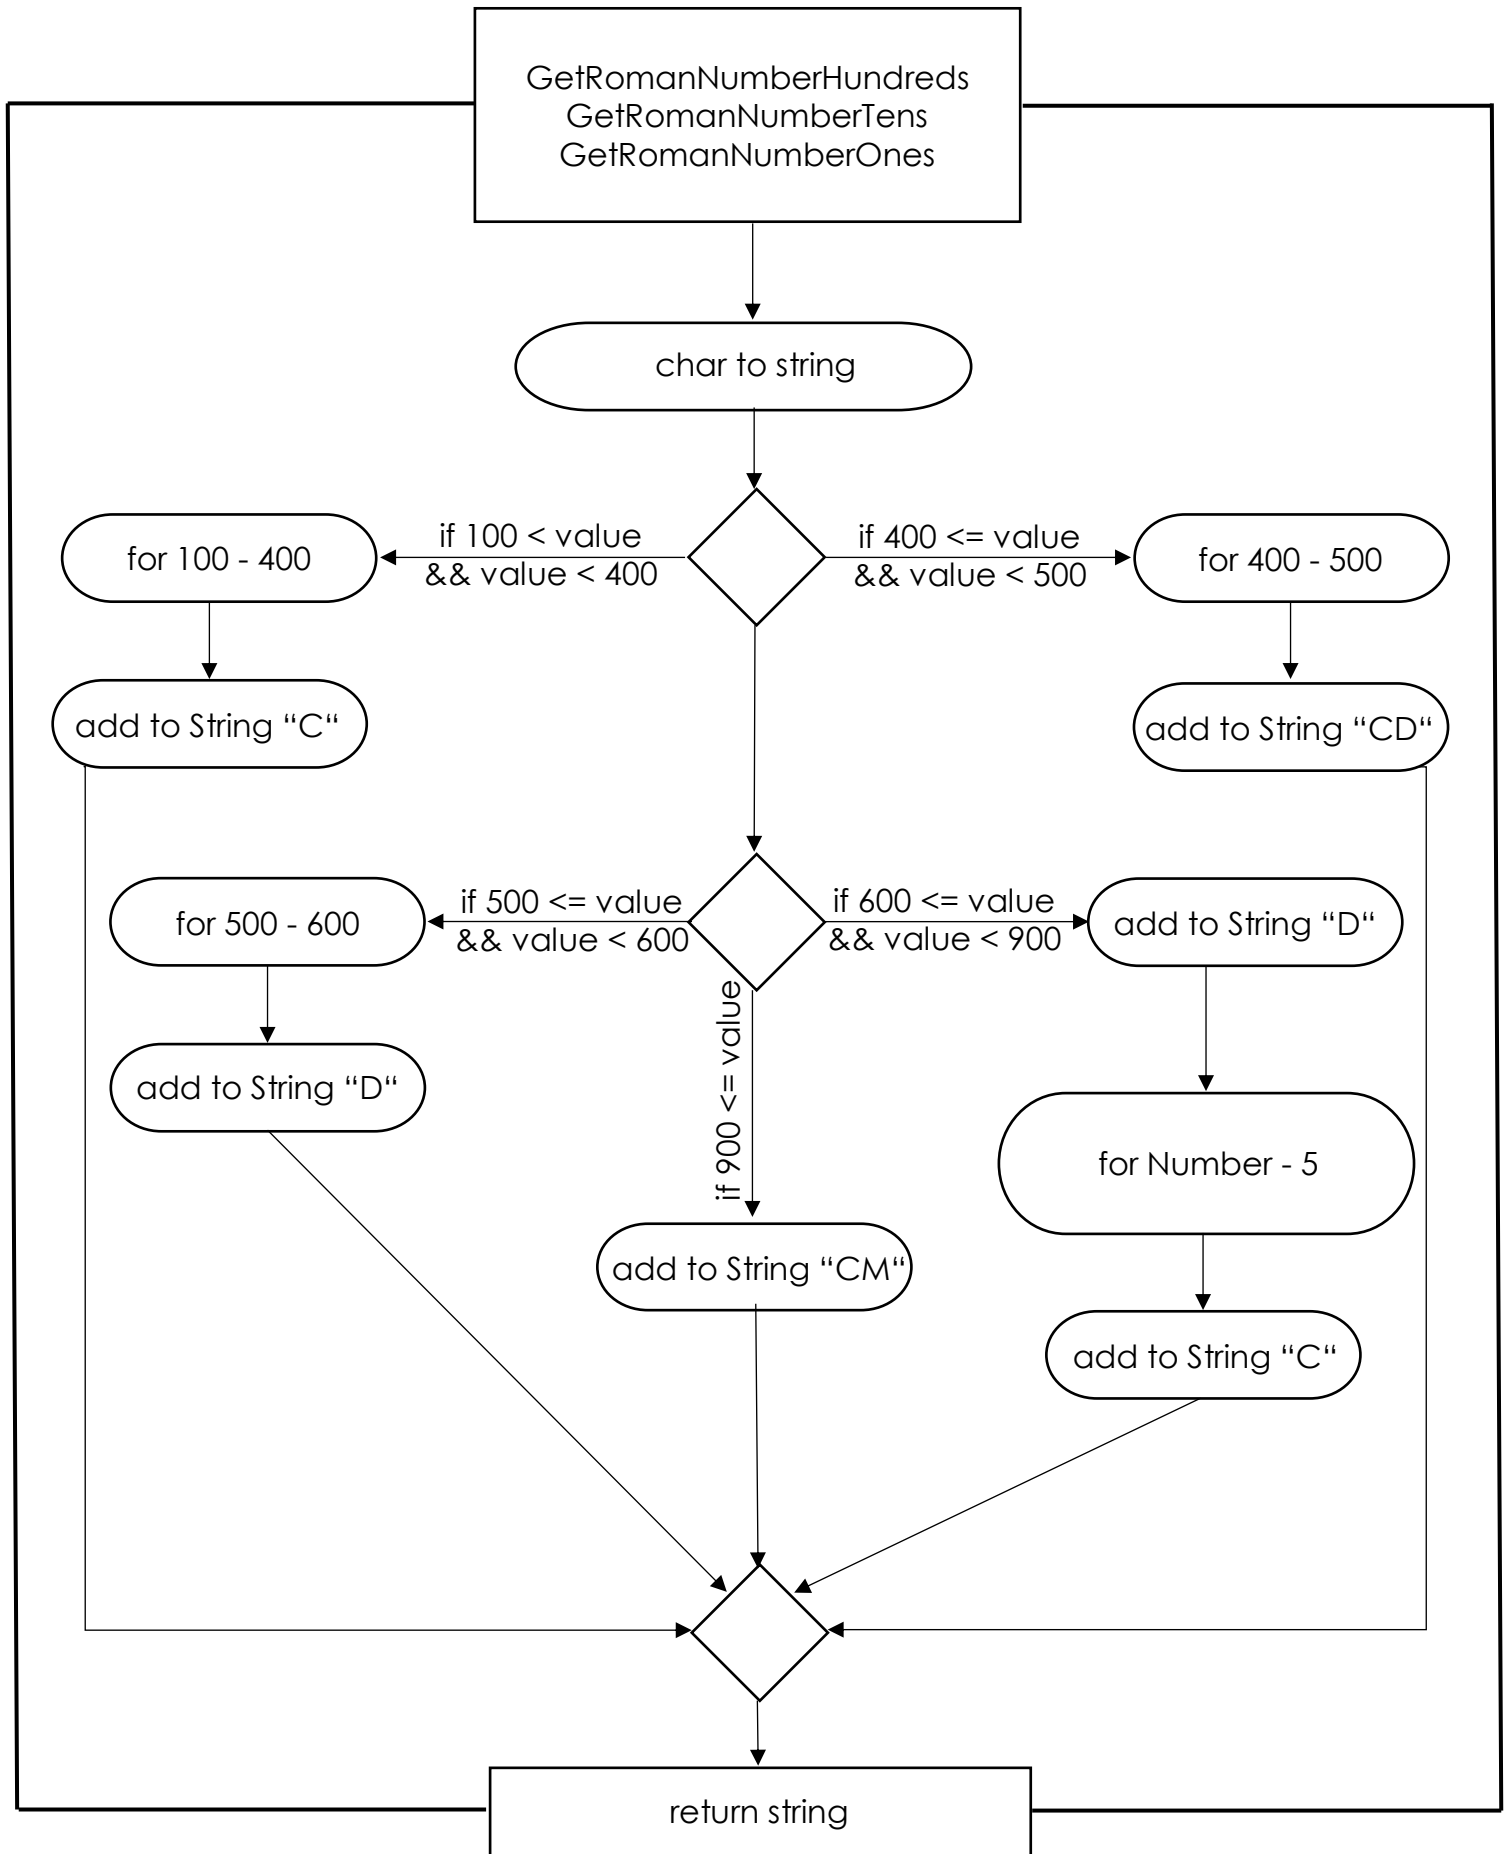 GetRomanNumberHundreds
GetRomanNumberTens
GetRomanNumberOnes
char to string
for 100 - 400
if 100 < value
&& value < 400
if 400 <= value
&& value < 500
for 400 - 500
add to String “C“
add to String “CD“
for 500 - 600
if 500 <= value
&& value < 600
if 600 <= value
&& value < 900
add to String “D“
add to String “D“
if 900 <= value
for Number - 5
add to String “CM“
add to String “C“
return string